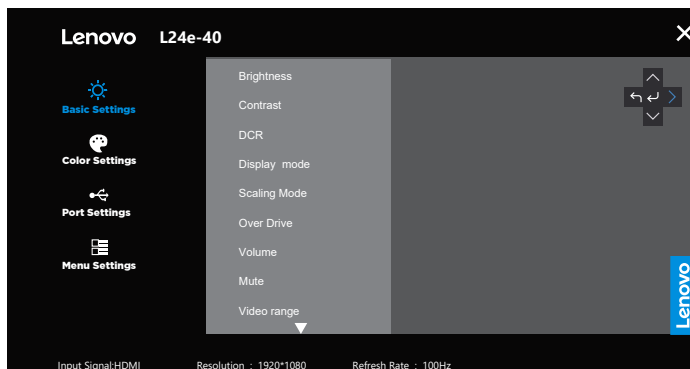 Lenovo L24e-40
Basic Settings
Color Settings
Port Settings
Menu Settings
Brightness
Contrast
DCR
Display mode
Scaling Mode
Over Drive
Volume
Mute
Video range
Lenovo
Input Signal:HDMI Resolution : 1920*1080 Refresh Rate : 100Hz